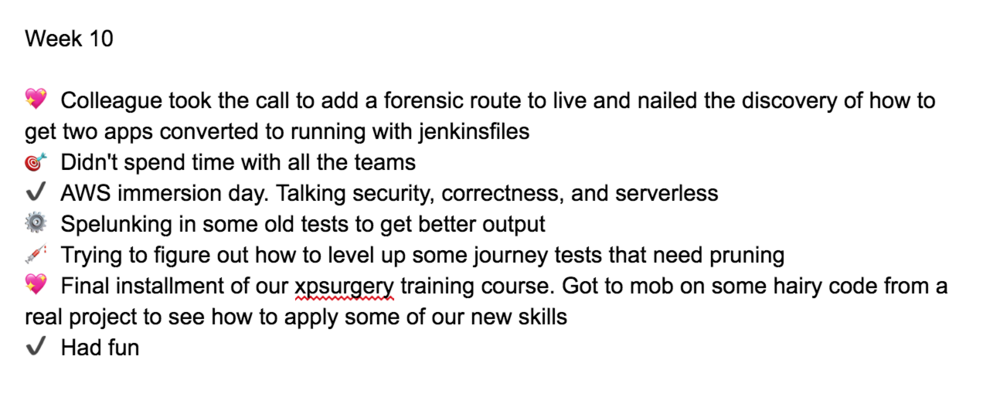 Week 10
💖 Colleague took the call to add a forensic route to live and nailed the discovery of how to
get two apps converted to running with jenkinsfiles
🎯 Didn't spend time with all the teams
✔ AWS immersion day. Talking security, correctness, and serverless
⚙ Spelunking in some old tests to get better output
💉 Trying to figure out how to level up some journey tests that need pruning
💖 Final installment of our xpsurgery training course. Got to mob on some hairy code from a
real project to see how to apply some of our new skills
✔ Had fun